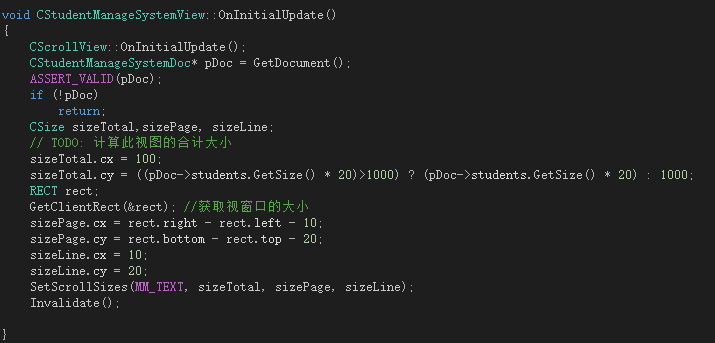 void CStudentManageSystemView::OnInitialUpdate()
{
CScrollView::OnInitialUpdate();
CStudentManageSystemDoc* pDoc = GetDocument();
ASSERT_VALID(pDoc);
if (!pDoc)
return;
CSize sizeTotal,sizePage, sizeLine;
// TODO: 计算此视图的合计大小
sizeTotal.cx = 100;
sizeTotal.cy = ((pDoc->students.GetSize() * 20)>1000) ? (pDoc->students.GetSize() * 20) : 1000;
RECT rect;
GetClientRect(&rect); //获取视窗口的大小
sizePage.cx = rect.right - rect.left - 10;
sizePage.cy = rect.bottom - rect.top - 20;
sizeLine.cx = 10;
sizeLine.cy = 20;
SetScrollSizes(MM_TEXT, sizeTotal, sizePage, sizeLine);
Invalidate();
}